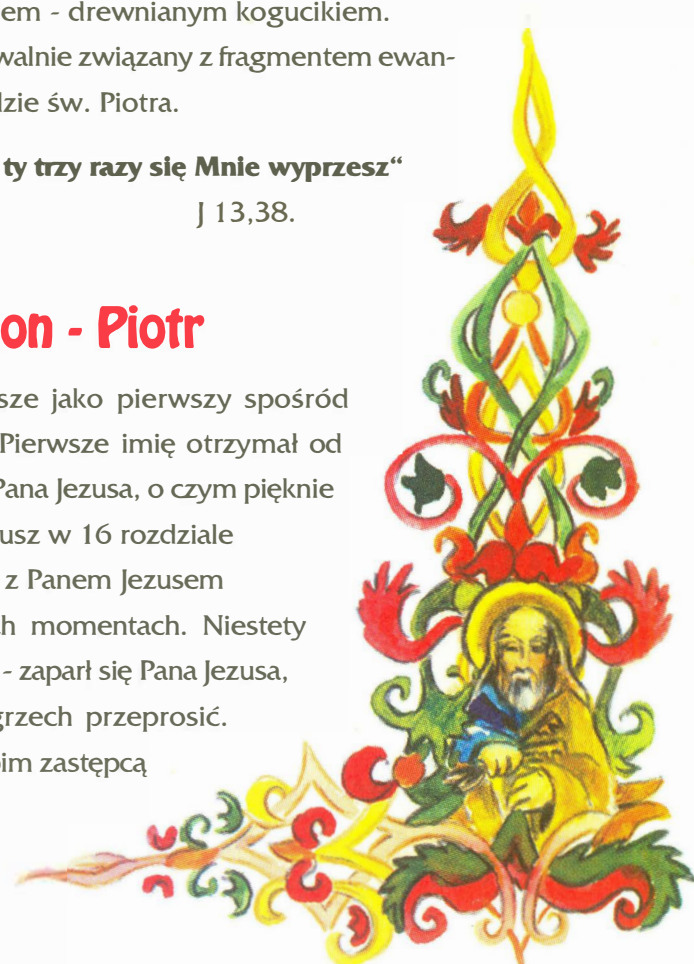 em - drewnianym kogucikiem.
walnie związany z fragmentem ewan-
dzie św. Piotra.
ty trzy razy się Mnie wyprzesz“
J 13,38.
on - Piotr
sze jako pierwszy spośród
Pierwsze imię otrzymał od
Pana Jezusa, o czym pięknie
usz w 16 rozdziale
z Panem Jezusem
ch momentach. Niestety
- zaparł się Pana Jezusa,
grzech przeprosić.
oim zastępcą